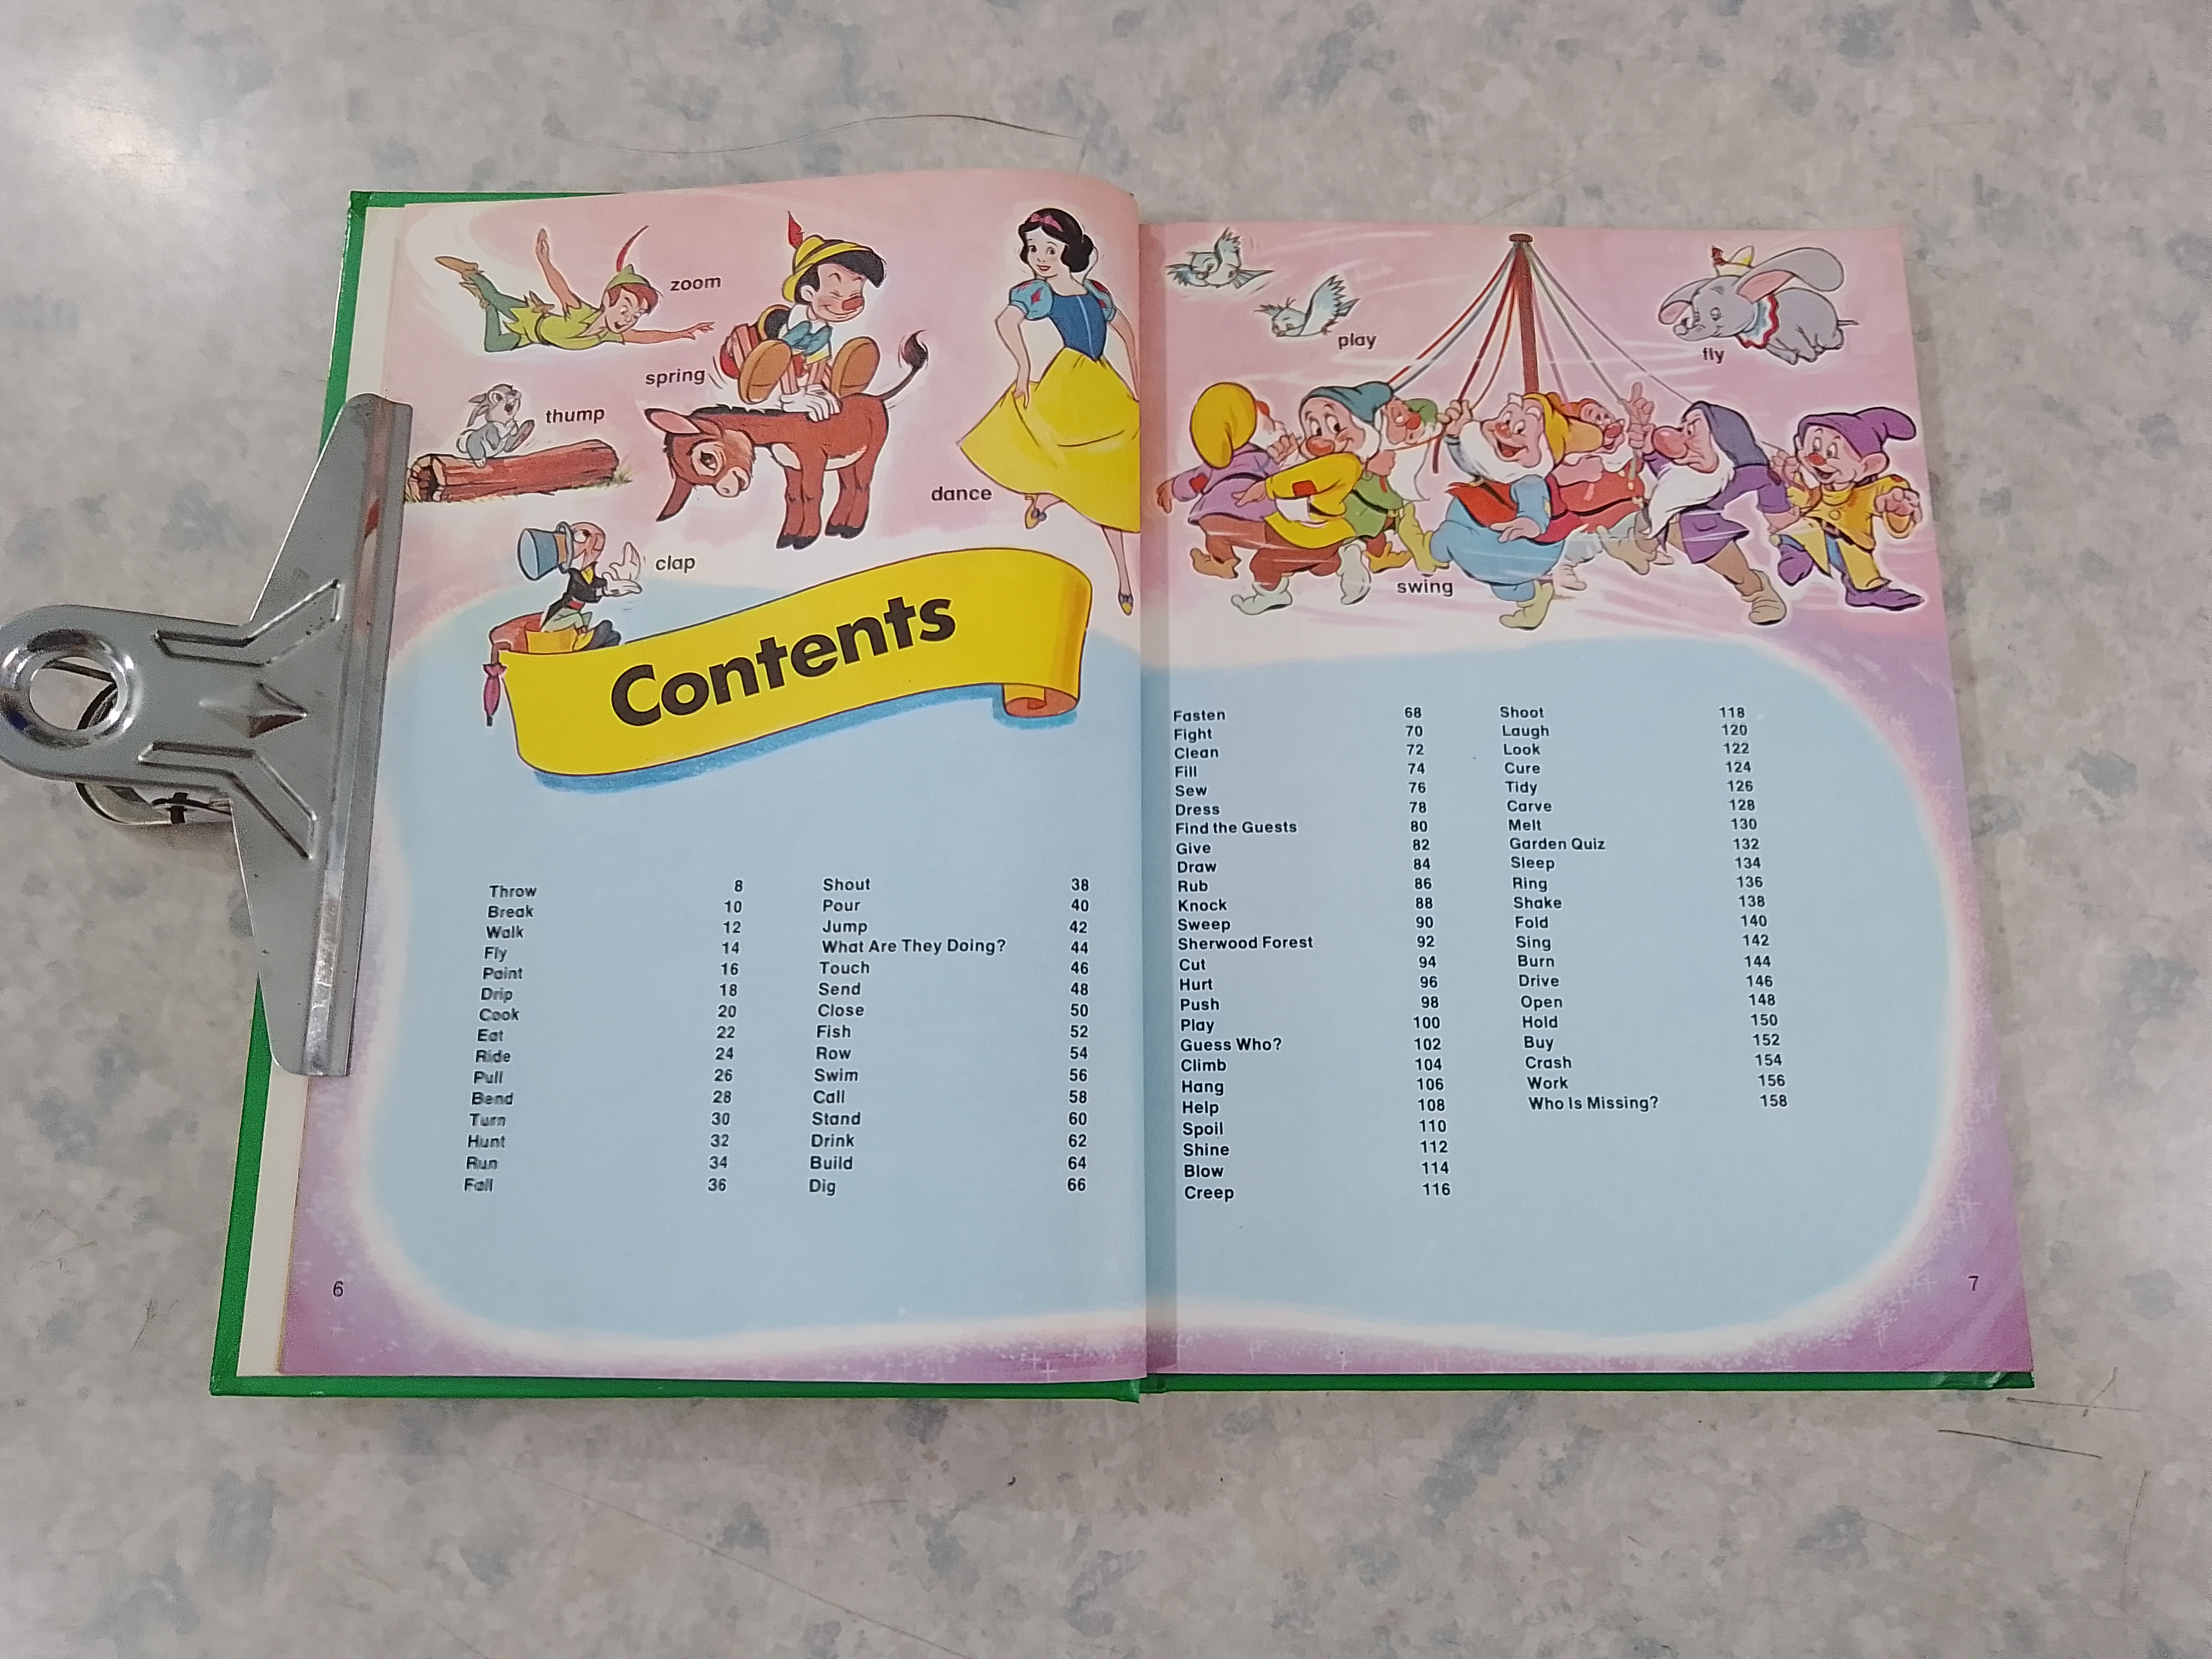 zoom
spring
thump
dance
clap
Contents
Throw 8
Break 10
Walk 12
Fly 14
Paint 16
Drip 18
Cook 20
Eat 22
Ride 24
Pull 26
Bend 28
Turn 30
Hunt 32
Run 34
Fall 36
Shout 38
Pour 40
Jump 42
What Are They Doing? 44
Touch 46
Send 48
Close 50
Fish 52
Row 54
Swim 56
Call 58
Stand 60
Drink 62
Build 64
Dig 66
6
play
fly
swing
Fasten 68
Fight 70
Clean 72
Fill 74
Sew 76
Dress 78
Find the Guests 80
Give 82
Draw 84
Rub 86
Knock 88
Sweep 90
Sherwood Forest 92
Cut 94
Hurt 96
Push 98
Play 100
Guess Who? 102
Climb 104
Hang 106
Help 108
Spoil 110
Shine 112
Blow 114
Creep 116
Shoot 118
Laugh 120
Look 122
Cure 124
Tidy 126
Carve 128
Melt 130
Garden Quiz 132
Sleep 134
Ring 136
Shake 138
Fold 140
Sing 142
Burn 144
Drive 146
Open 148
Hold 150
Buy 152
Crash 154
Work 156
Who Is Missing? 158
7